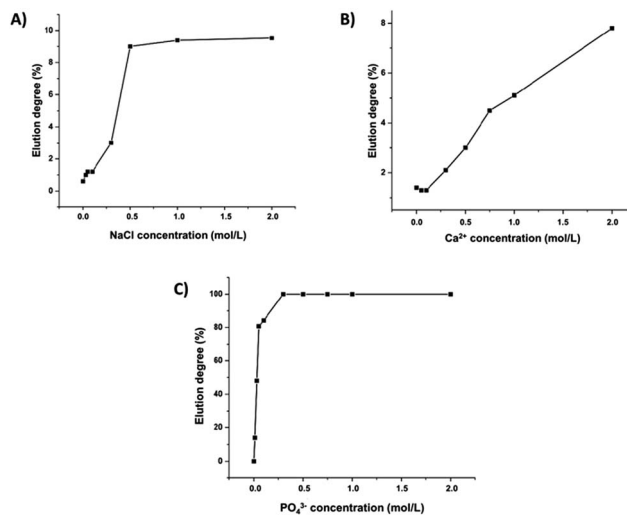 A)
Elution degree (%)
10
8
6
4
2
0
0.0 0.5 1.0 1.5 2.0
NaCl concentration (mol/L)
B)
Elution degree (%)
8
6
4
2
0.0 0.5 1.0 1.5 2.0
Ca²⁺ concentration (mol/L)
C)
Elution degree (%)
100
80
60
40
20
0
0.0 0.5 1.0 1.5 2.0
PO₄³⁻ concentration (mol/L)